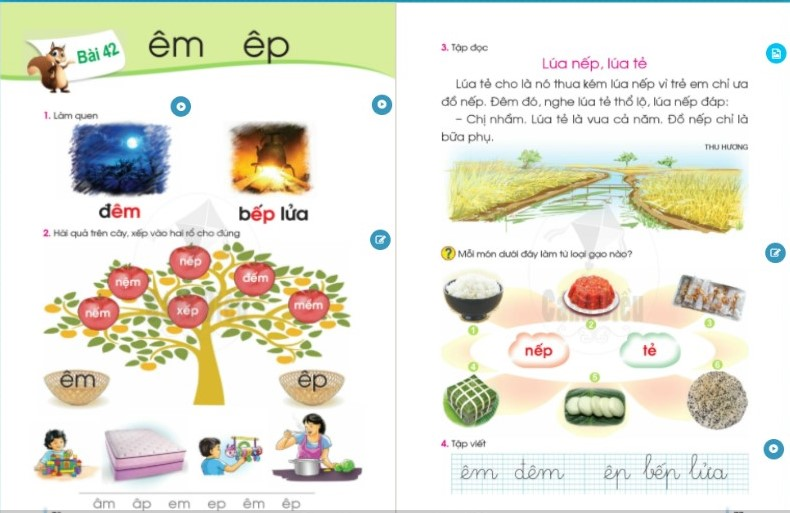 Bài 42
êm êp
1. Làm quen
đêm
bếp lửa
2. Hái quả trên cây, xếp vào hai rổ cho đúng
nếp
nệm
đếm
nếm
xếp
mềm
êm
êp
âm âp em ep êm êp
3. Tập đọc
Lúa nếp, lúa tẻ
Lúa tẻ cho là nó thua kém lúa nếp vì trẻ em chỉ ưa
đồ nếp. Đêm đó, nghe lúa tẻ thổ lộ, lúa nếp đáp:
– Chị nhầm. Lúa tẻ là vua cả năm. Đồ nếp chỉ là
bữa phụ.
THU HƯƠNG
? Mỗi món dưới đây làm từ loại gạo nào?
1
2
3
nếp
tẻ
4
5
6
4. Tập viết
êm đêm êp bếp lửa